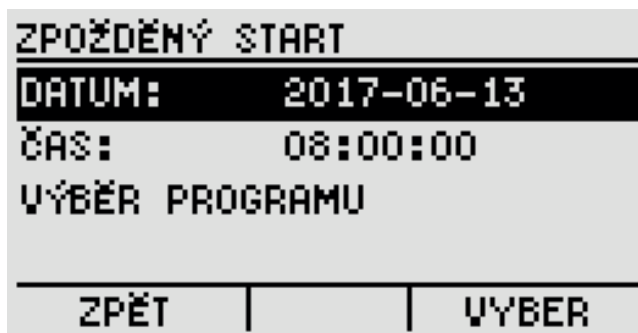 ZPOŽDĚNÝ START
DATUM: 2017-06-13
ČAS: 08:00:00
VÝBĚR PROGRAMU
ZPĚT VYBER